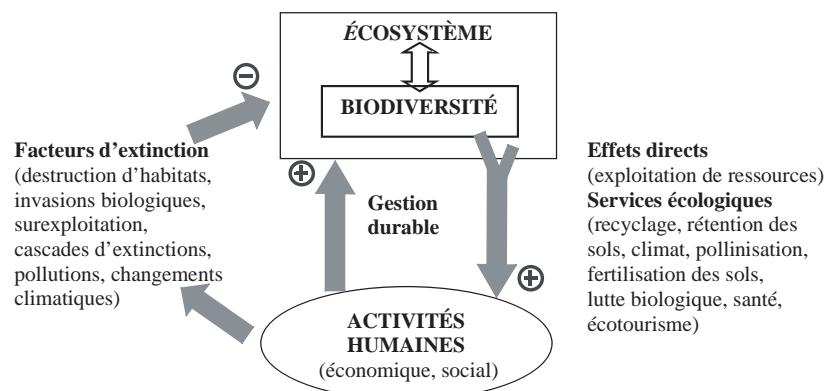 ÉCOSYSTÈME
−
BIODIVERSITÉ
Facteurs d'extinction
(destruction d'habitats,
invasions biologiques,
surexploitation,
cascades d'extinctions,
pollutions, changements
climatiques)
+
Gestion
durable
Effets directs
(exploitation de ressources)
Services écologiques
(recyclage, rétention des
sols, climat, pollinisation,
fertilisation des sols,
lutte biologique, santé,
écotourisme)
+
ACTIVITÉS
HUMAINES
(économique, social)